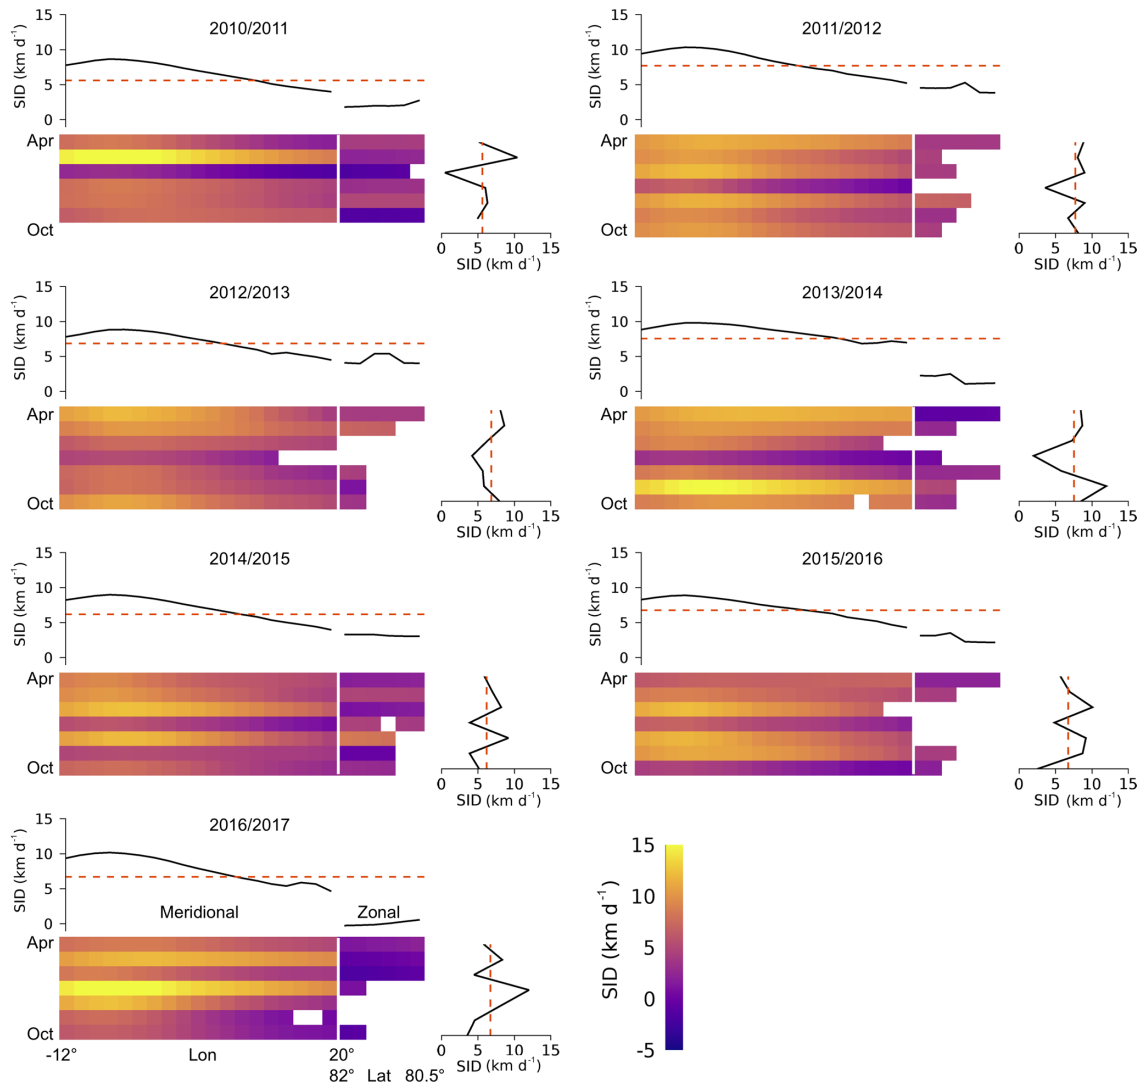 2010/2011
15
10
5
0
SID (km d⁻¹)
Apr
Oct
0 5 10 15
SID (km d⁻¹)
2011/2012
15
10
5
0
SID (km d⁻¹)
Apr
Oct
0 5 10 15
SID (km d⁻¹)
2012/2013
15
10
5
0
SID (km d⁻¹)
Apr
Oct
0 5 10 15
SID (km d⁻¹)
2013/2014
15
10
5
0
SID (km d⁻¹)
Apr
Oct
0 5 10 15
SID (km d⁻¹)
2014/2015
15
10
5
0
SID (km d⁻¹)
Apr
Oct
0 5 10 15
SID (km d⁻¹)
2015/2016
15
10
5
0
SID (km d⁻¹)
Apr
Oct
0 5 10 15
SID (km d⁻¹)
2016/2017
15
10
5
0
SID (km d⁻¹)
Meridional Zonal
Apr
Oct
0 5 10 15
SID (km d⁻¹)
-12° Lon 20°
82° Lat 80.5°
15
10
5
0
-5
SID (km d⁻¹)